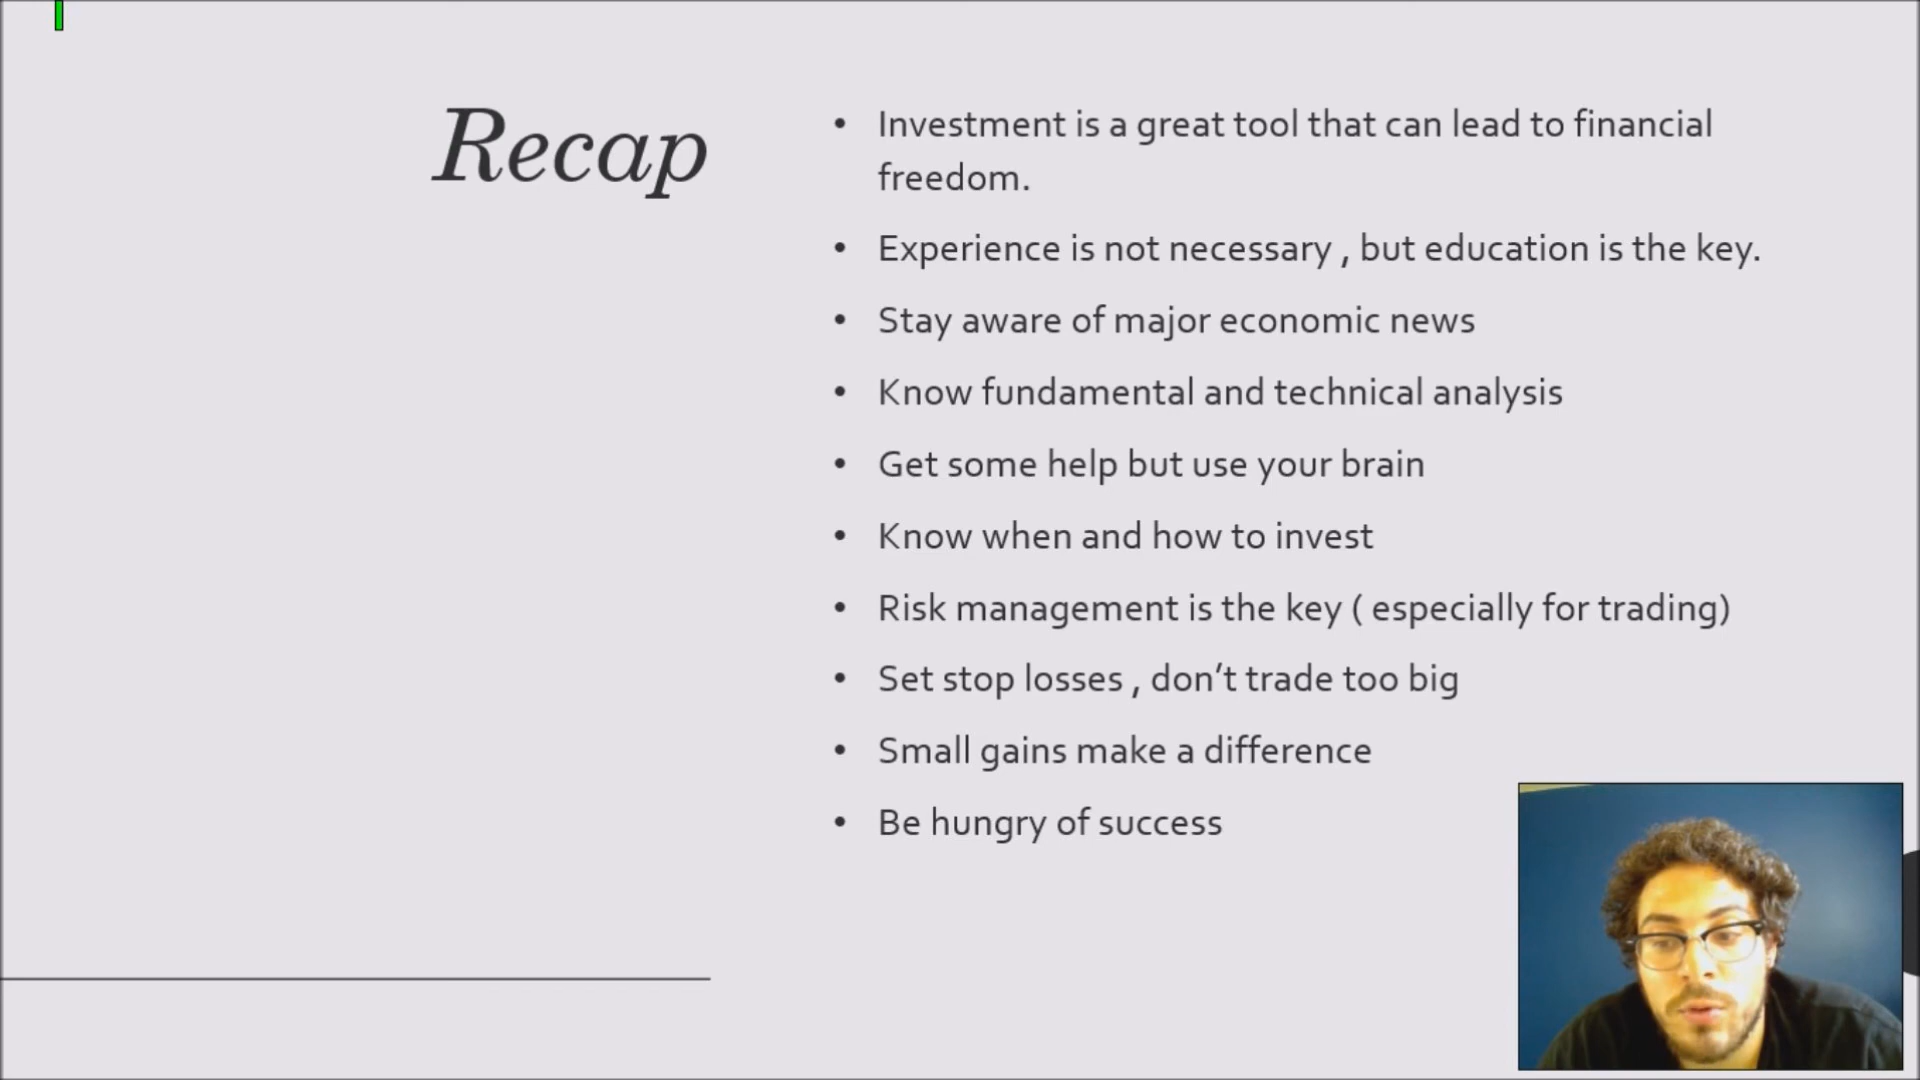 Recap
• Investment is a great tool that can lead to financial
freedom.
• Experience is not necessary , but education is the key.
• Stay aware of major economic news
• Know fundamental and technical analysis
• Get some help but use your brain
• Know when and how to invest
• Risk management is the key ( especially for trading)
• Set stop losses , don’t trade too big
• Small gains make a difference
• Be hungry of success